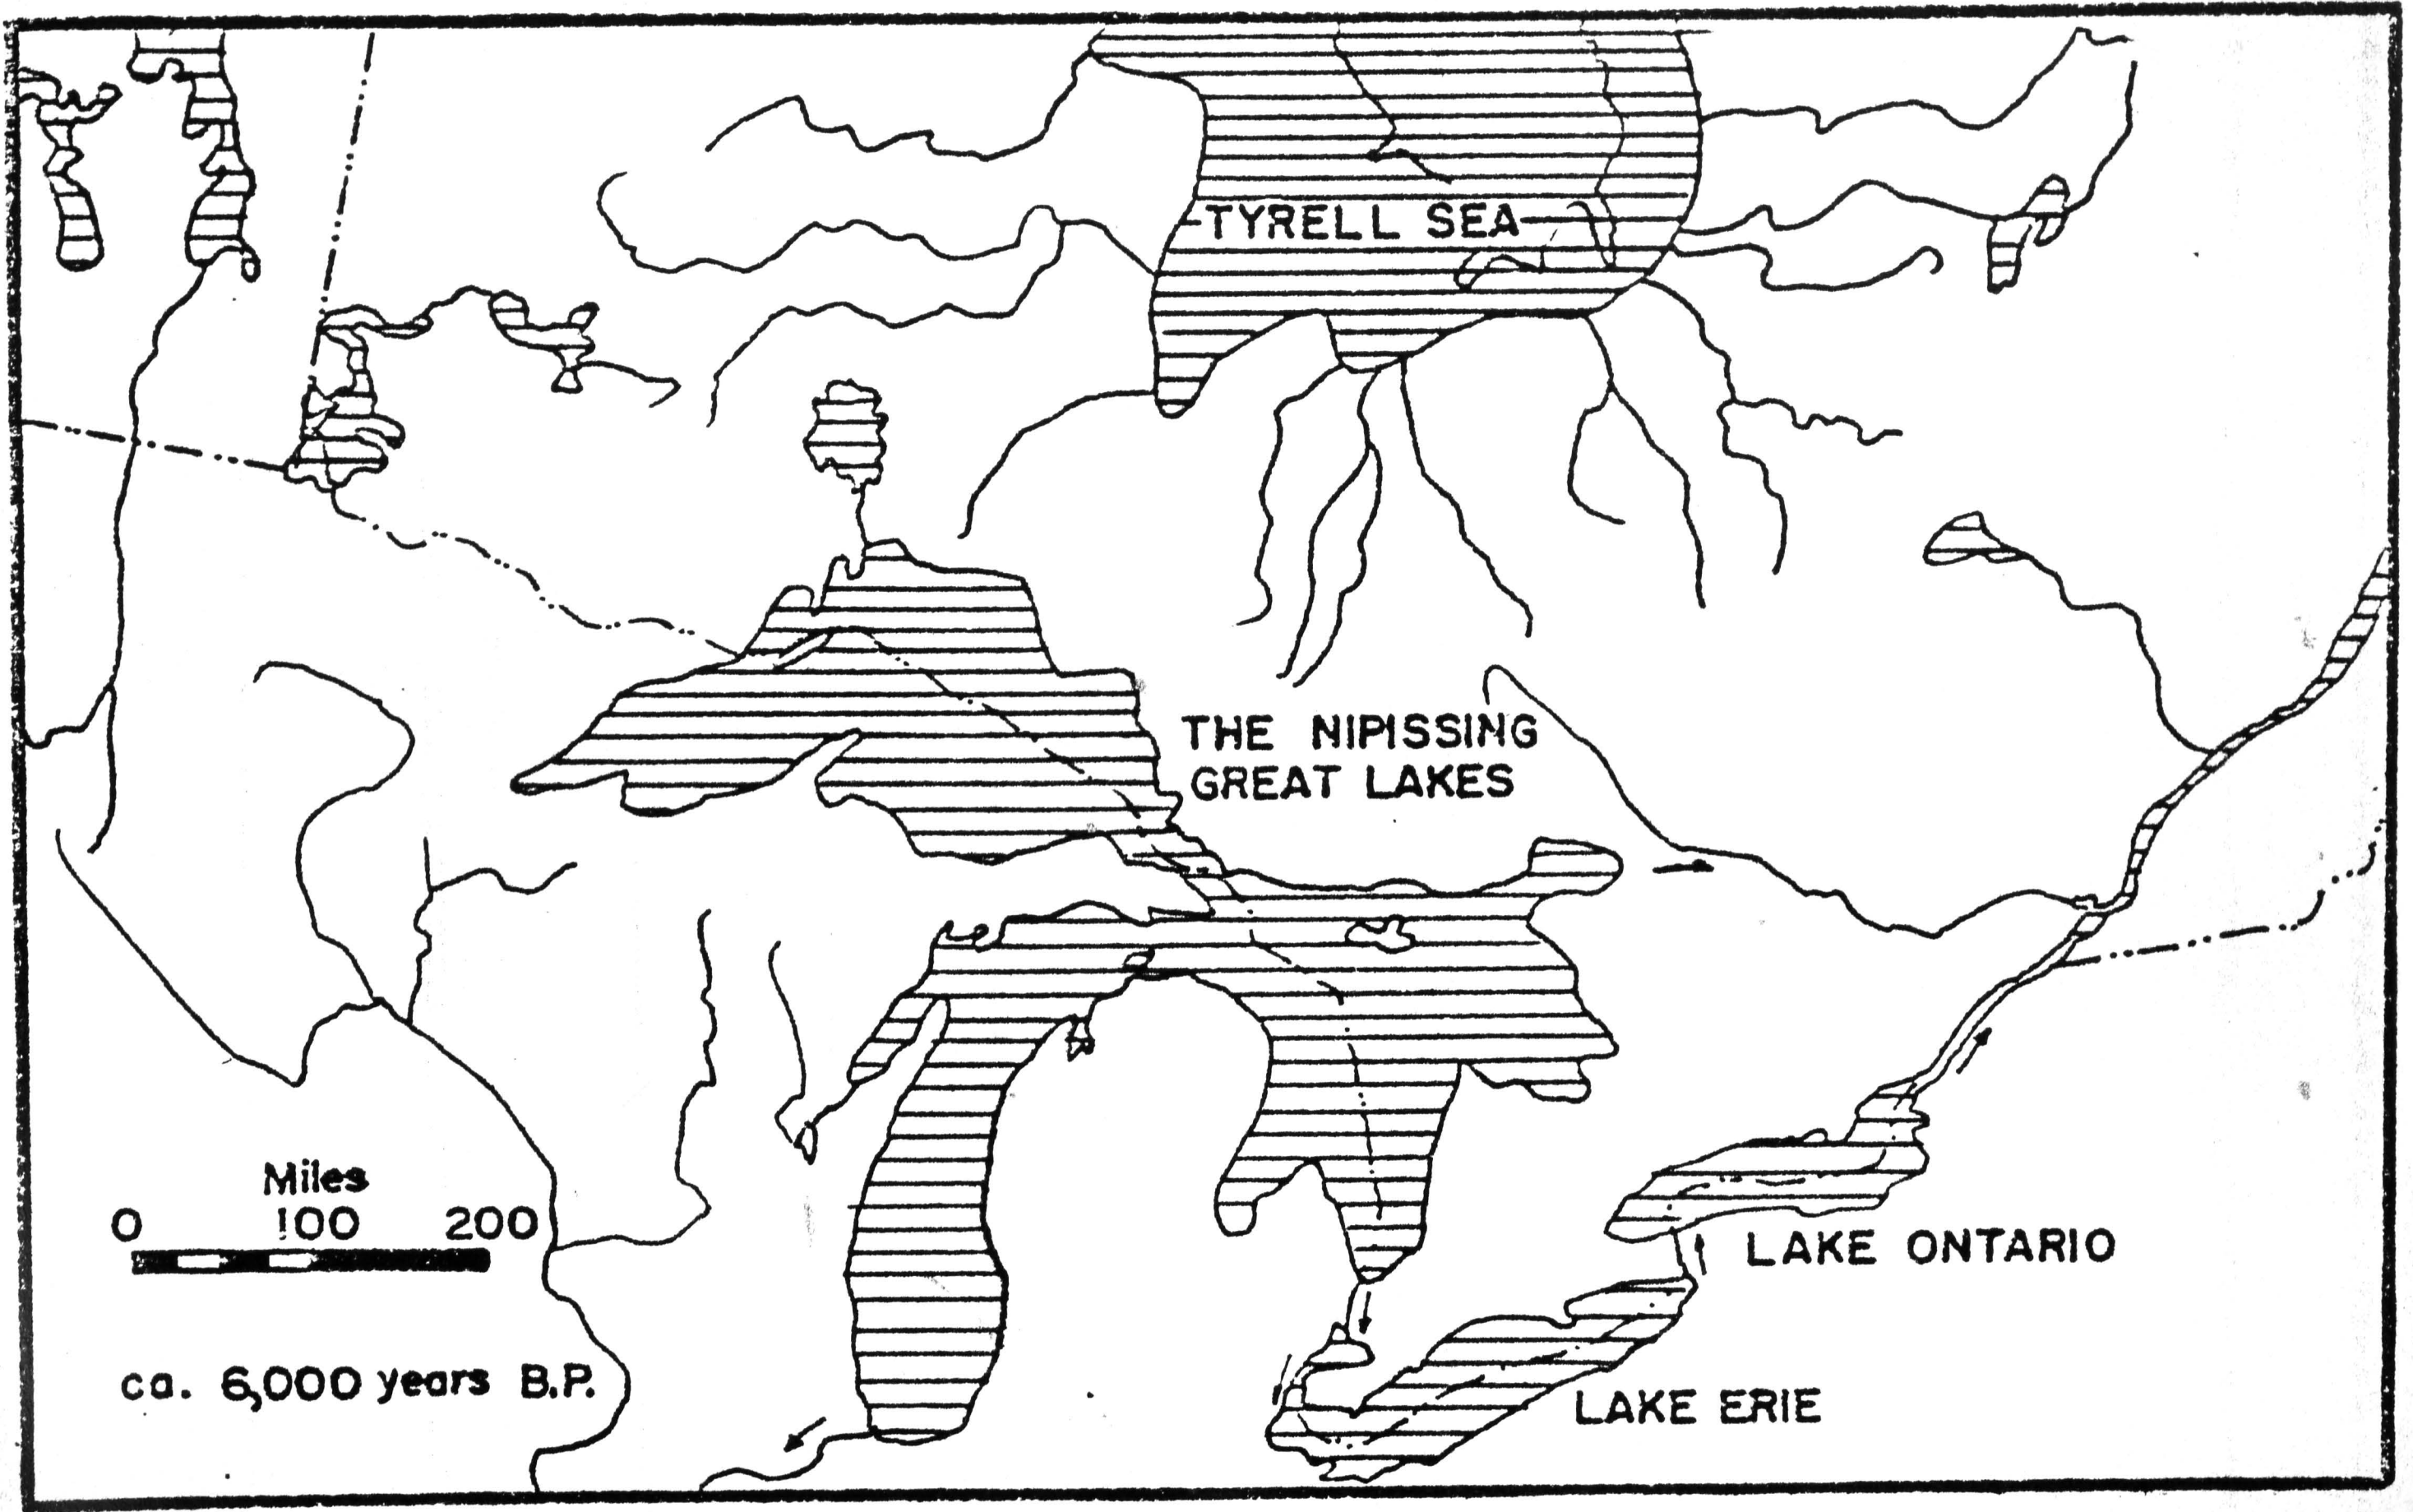 TYRELL SEA
THE NIPISSING
GREAT LAKES
Miles
0 100 200
LAKE ONTARIO
ca. 6,000 years B.P.
LAKE ERIE